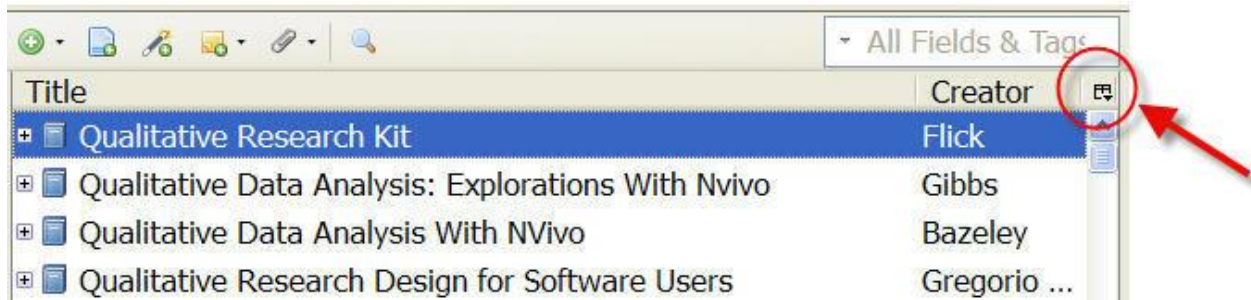 All Fields & Tags
Title Creator
Qualitative Research Kit Flick
Qualitative Data Analysis: Explorations With Nvivo Gibbs
Qualitative Data Analysis With NVivo Bazeley
Qualitative Research Design for Software Users Gregorio ...